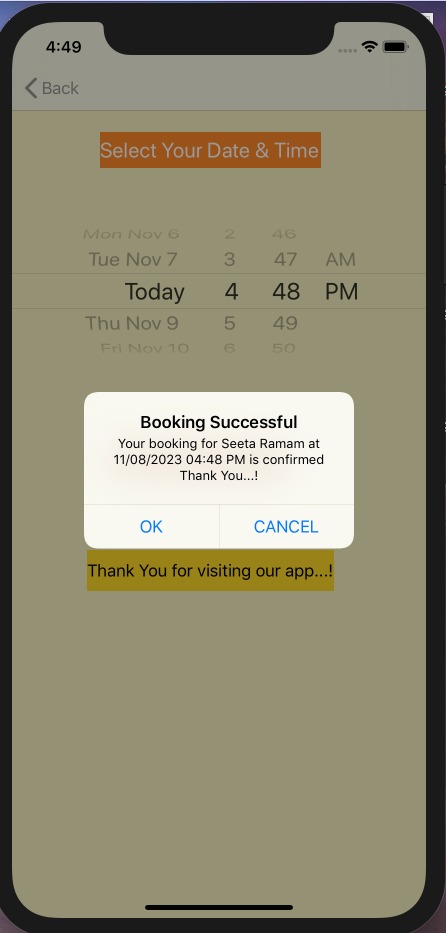 4:49
Back
Select Your Date & Time
Mon Nov 6 2 46
Tue Nov 7 3 47 AM
Today 4 48 PM
Thu Nov 9 5 49
Fri Nov 10 6 50
Booking Successful
Your booking for Seeta Ramam at
11/08/2023 04:48 PM is confirmed
Thank You...!
OK CANCEL
Thank You for visiting our app...!